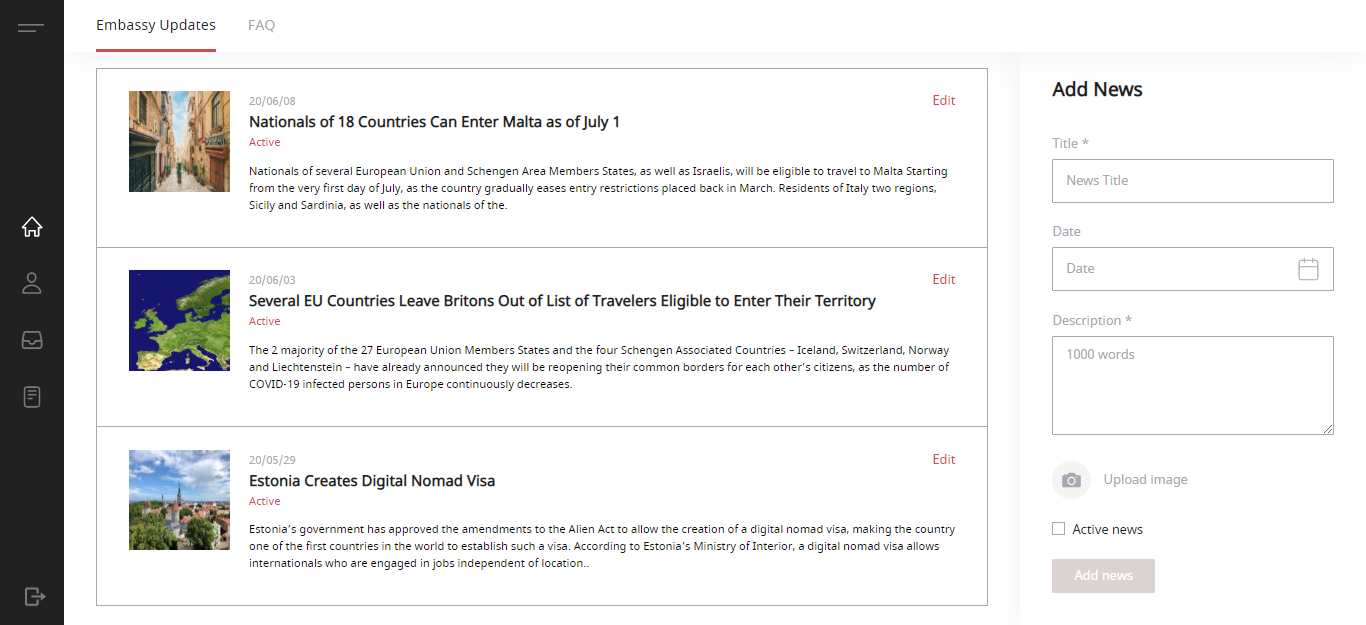 Embassy Updates
FAQ
20/06/08
Edit
Nationals of 18 Countries Can Enter Malta as of July 1
Active
Nationals of several European Union and Schengen Area Members States, as well as Israelis, will be eligible to travel to Malta Starting
from the very first day of July, as the country gradually eases entry restrictions placed back in March. Residents of Italy two regions,
Sicily and Sardinia, as well as the nationals of the.
20/06/03
Edit
Several EU Countries Leave Britons Out of List of Travelers Eligible to Enter Their Territory
Active
The 2 majority of the 27 European Union Members States and the four Schengen Associated Countries – Iceland, Switzerland, Norway
and Liechtenstein – have already announced they will be reopening their common borders for each other's citizens, as the number of
COVID-19 infected persons in Europe continuously decreases.
20/05/29
Edit
Estonia Creates Digital Nomad Visa
Active
Estonia's government has approved the amendments to the Alien Act to allow the creation of a digital nomad visa, making the country
one of the first countries in the world to establish such a visa. According to Estonia's Ministry of Interior, a digital nomad visa allows
internationals who are engaged in jobs independent of location..
Add News
Title *
News Title
Date
Date
Description *
1000 words
Upload image
Active news
Add news